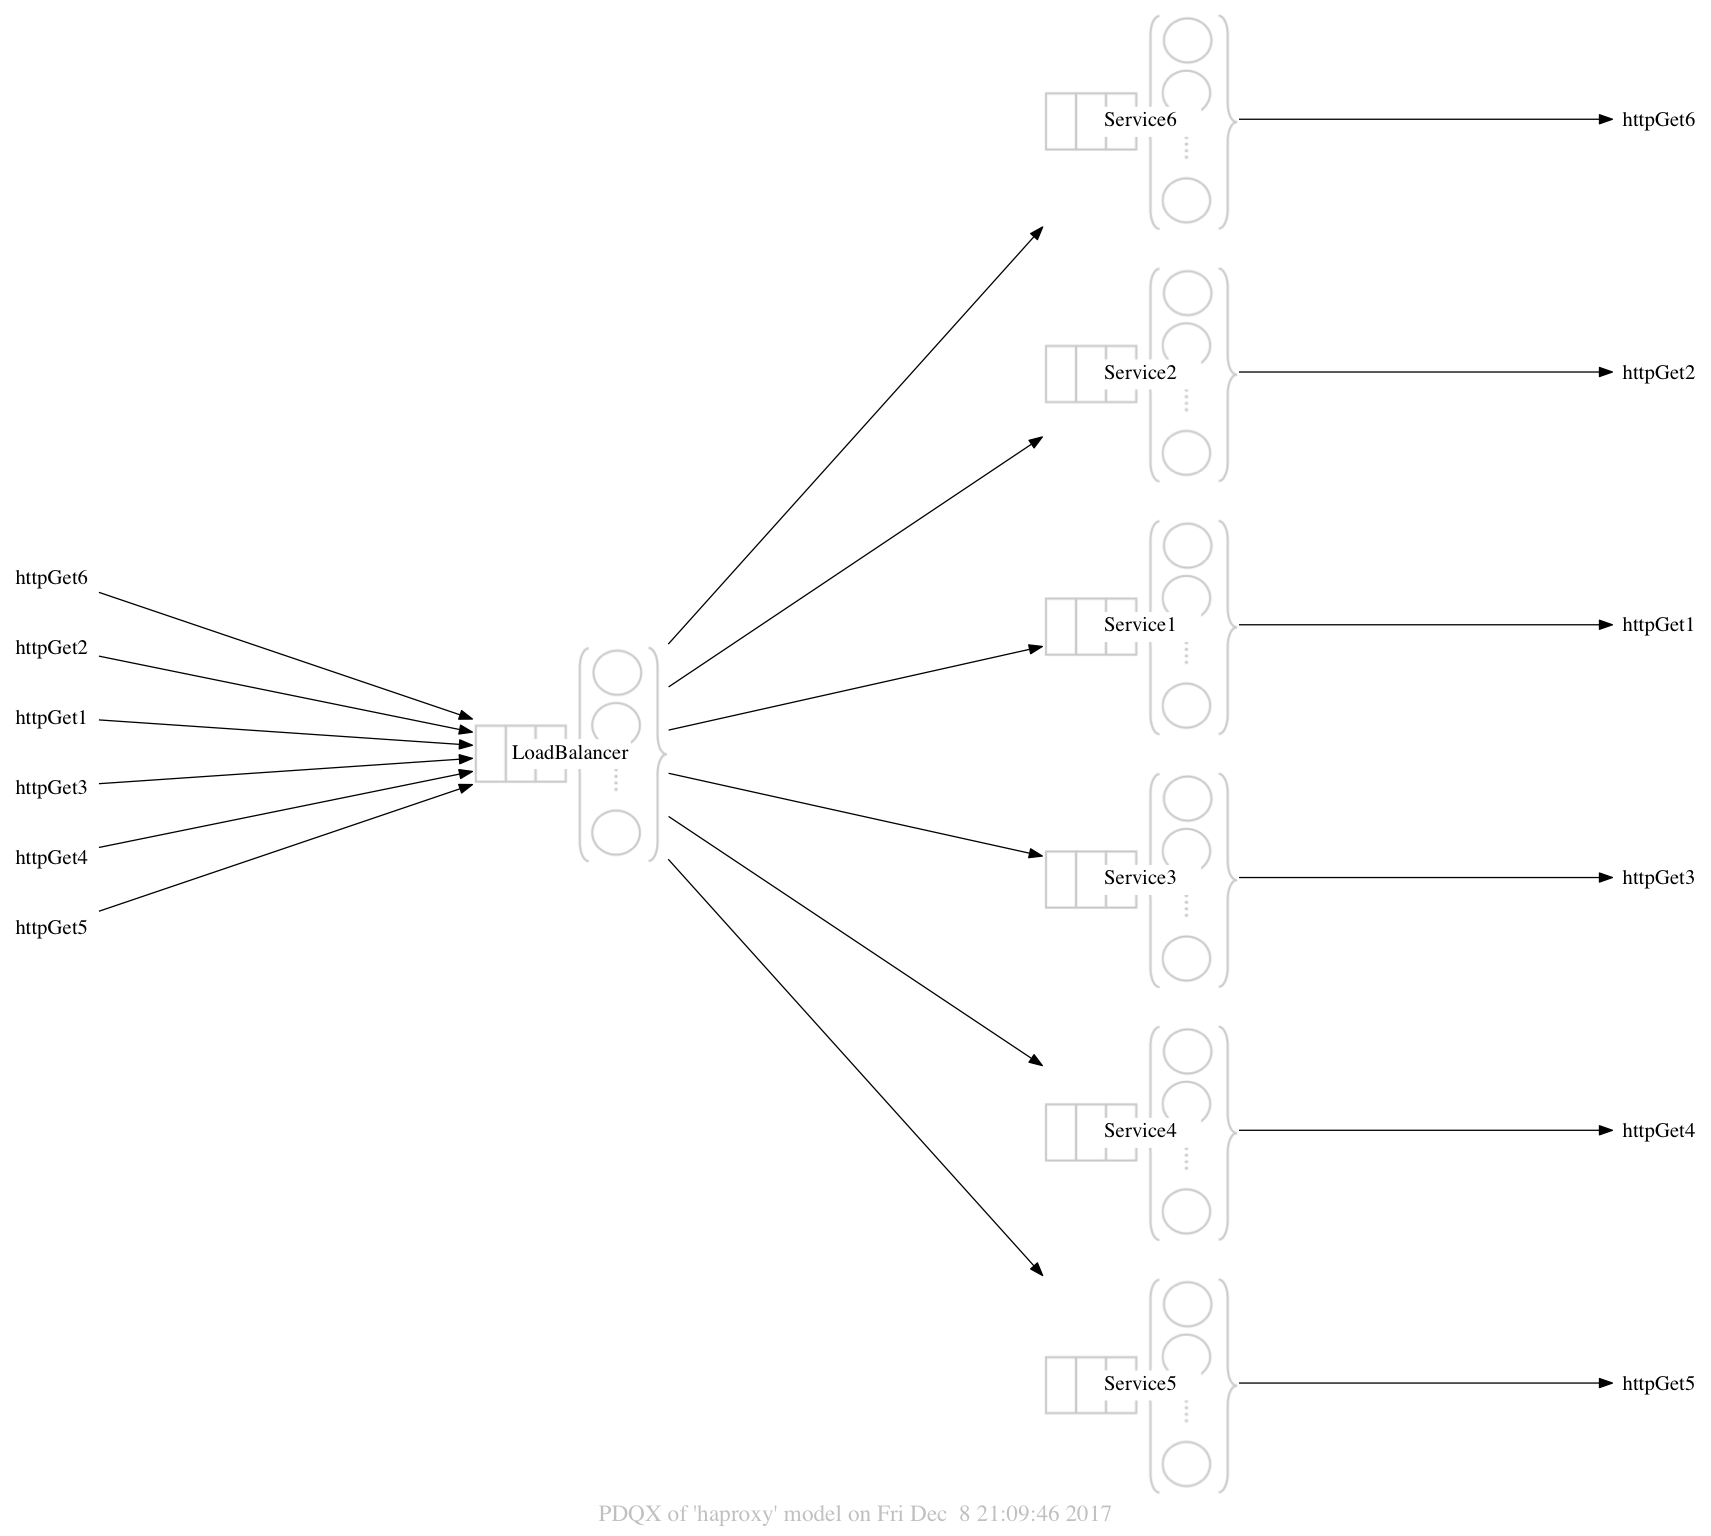 Service6
httpGet6
Service2
httpGet2
httpGet6
httpGet2
httpGet1
httpGet3
httpGet4
httpGet5
LoadBalancer
Service1
httpGet1
Service3
httpGet3
Service4
httpGet4
Service5
httpGet5
PDQX of 'haproxy' model on Fri Dec  8 21:09:46 2017